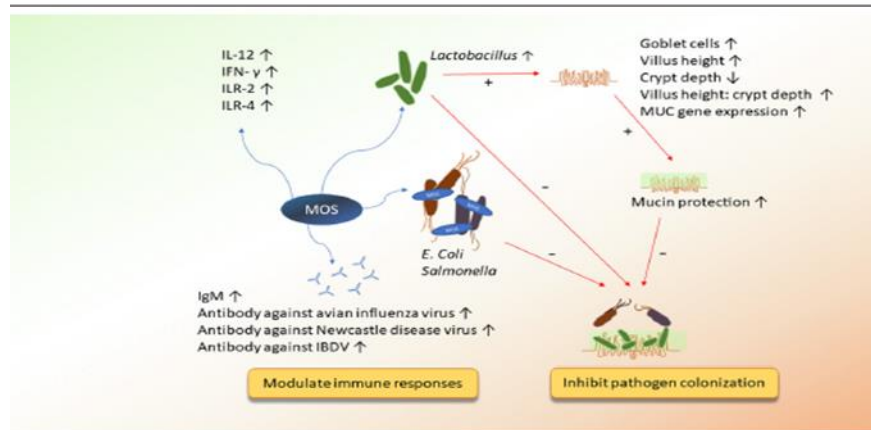 IL-12 ↑
IFN- γ ↑
ILR-2 ↑
ILR-4 ↑
Lactobacillus ↑
+
Goblet cells ↑
Villus height ↑
Crypt depth ↓
Villus height: crypt depth ↑
MUC gene expression ↑
+
MOS
-
Mucin protection ↑
E. Coli
Salmonella
-
-
IgM ↑
Antibody against avian influenza virus ↑
Antibody against Newcastle disease virus ↑
Antibody against IBDV ↑
Modulate immune responses
Inhibit pathogen colonization